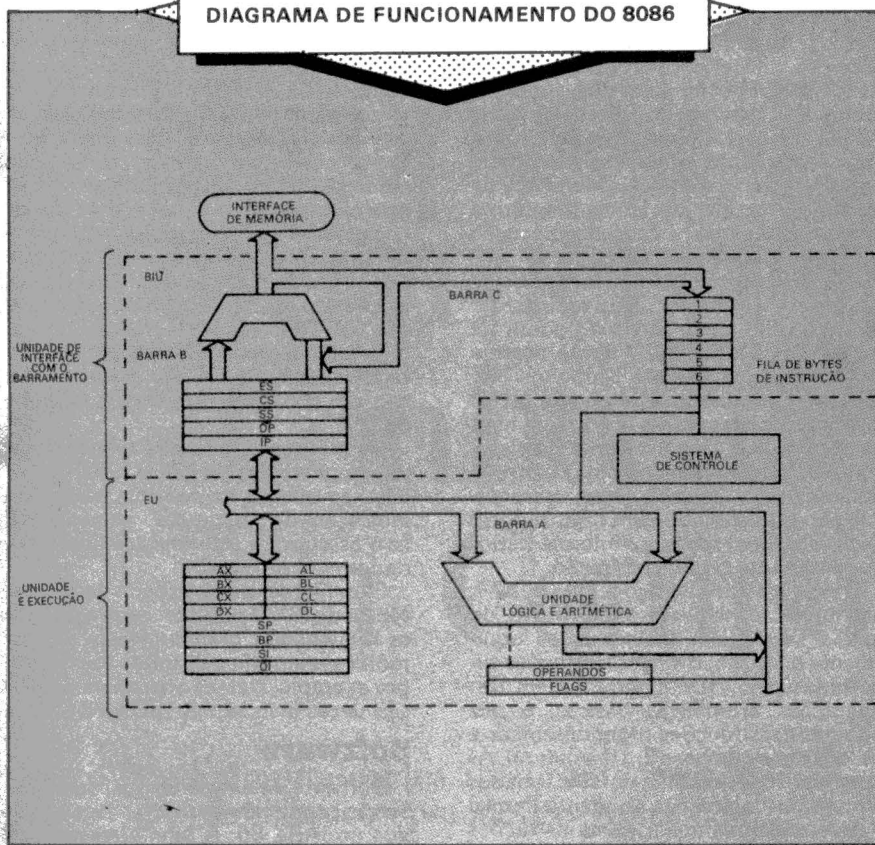 DIAGRAMA DE FUNCIONAMENTO DO 8086
INTERFACE
DE MEMÓRIA
BIU
BARRA C
UNIDADE DE
INTERFACE
COM O
BARRAMENTO
BARRA B
1
2
3
4
5
6
FILA DE BYTES
DE INSTRUÇÃO
ES
CS
SS
DP
IP
SISTEMA
DE CONTROLE
EU
BARRA A
UNIDADE
E EXECUÇÃO
AX AL
BX BL
CX CL
DX DL
SP
BP
SI
DI
UNIDADE
LÓGICA E ARITMÉTICA
OPERANDOS
FLAGS